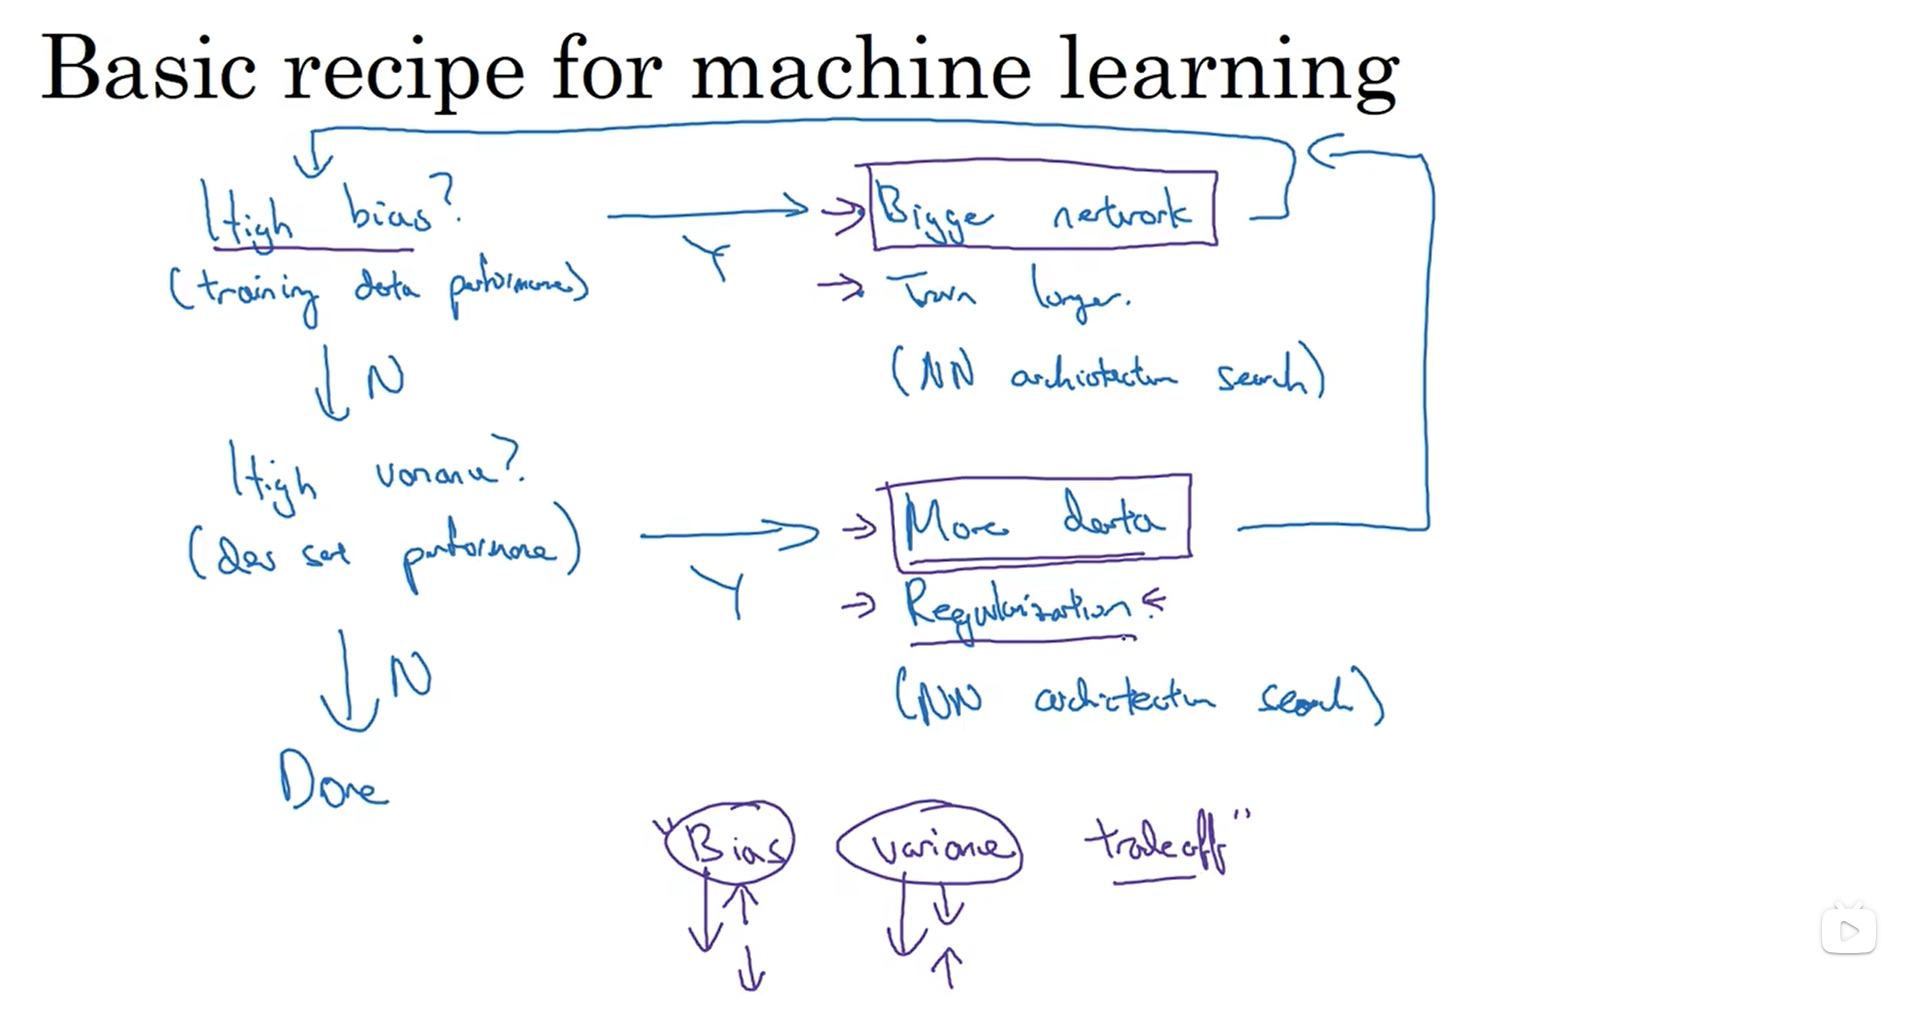 Basic recipe for machine learning
High bias?
(training data performance)
Y
Bigge network
Train longer.
(NN architecture search)
N
High variance?
(dev set performance)
Y
More data
Regularization
(NN architecture search)
N
Done
"Bias variance tradeoff"